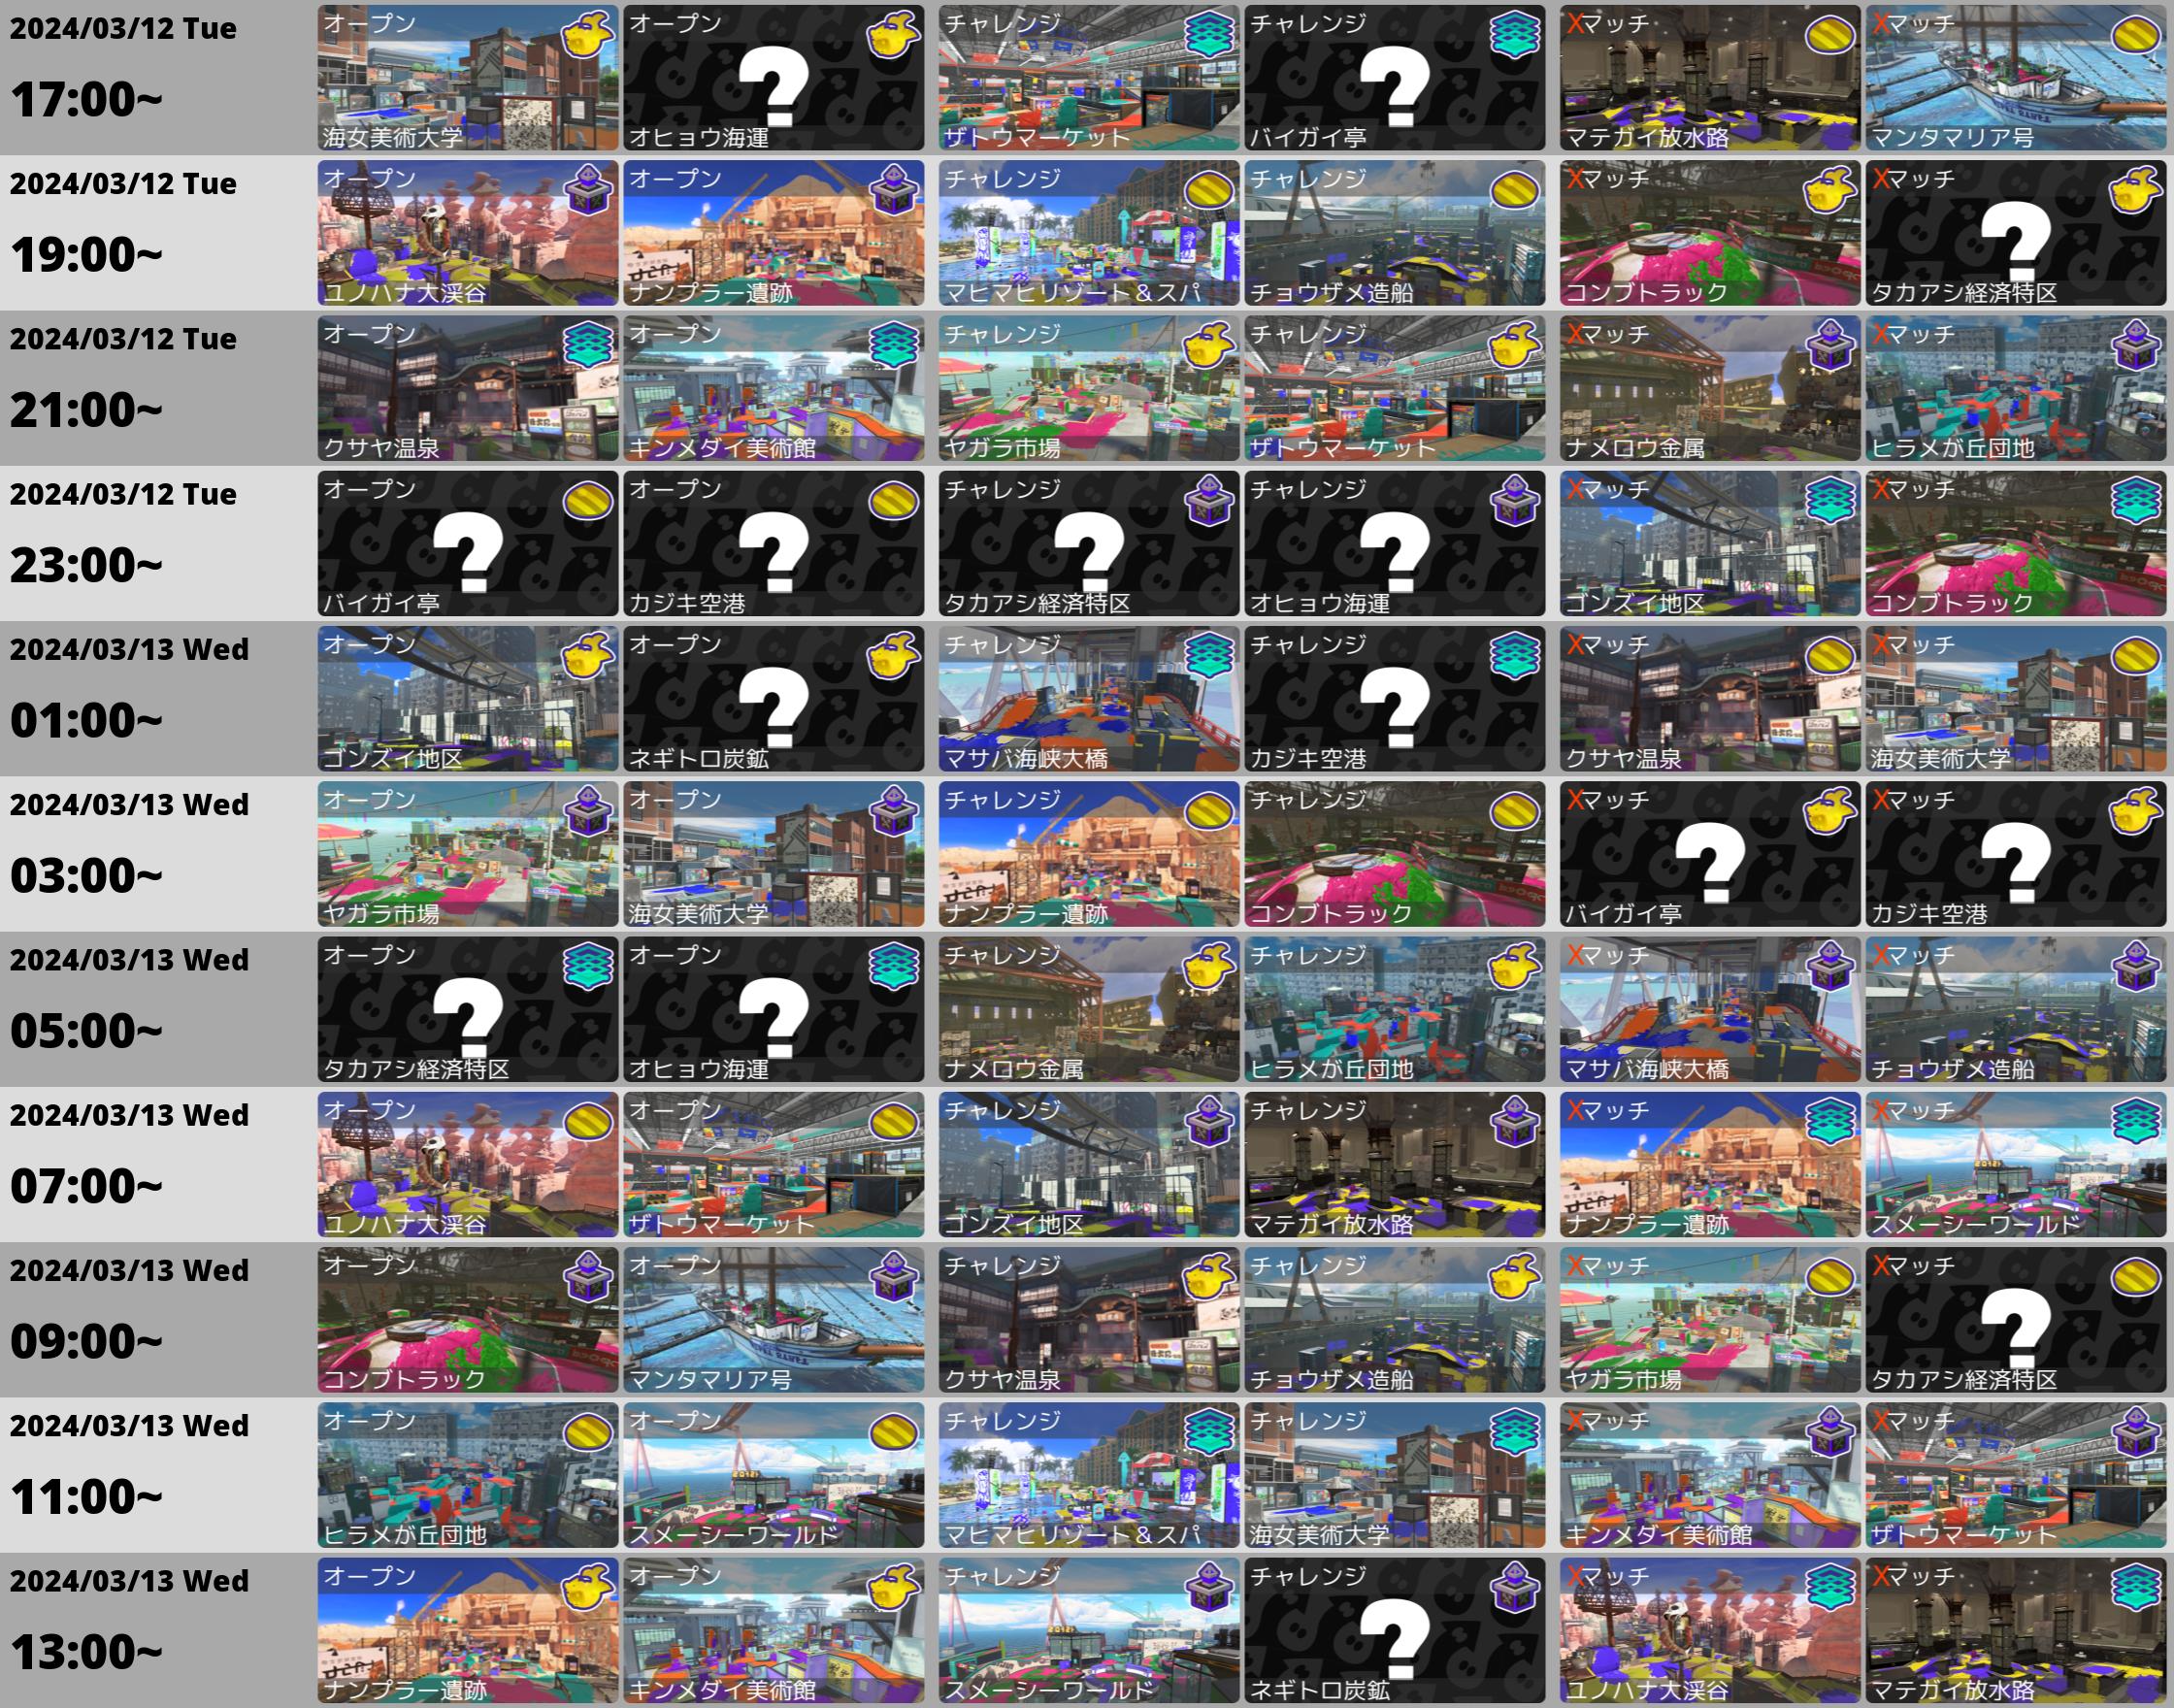 2024/03/12 Tue
17:00~
オープン
海女美術大学
オープン
オヒョウ海運
チャレンジ
ザトウマーケット
チャレンジ
バイガイ亭
Xマッチ
マテガイ放水路
Xマッチ
マンタマリア号
2024/03/12 Tue
19:00~
オープン
ユノハナ大渓谷
オープン
ナンプラー遺跡
チャレンジ
マヒマヒリゾート＆スパ
チャレンジ
チョウザメ造船
Xマッチ
コンブトラック
Xマッチ
タカアシ経済特区
2024/03/12 Tue
21:00~
オープン
クサヤ温泉
オープン
キンメダイ美術館
チャレンジ
ヤガラ市場
チャレンジ
ザトウマーケット
Xマッチ
ナメロウ金属
Xマッチ
ヒラメが丘団地
2024/03/12 Tue
23:00~
オープン
バイガイ亭
オープン
カジキ空港
チャレンジ
タカアシ経済特区
チャレンジ
オヒョウ海運
Xマッチ
ゴンズイ地区
Xマッチ
コンブトラック
2024/03/13 Wed
01:00~
オープン
ゴンズイ地区
オープン
ネギトロ炭鉱
チャレンジ
マサバ海峡大橋
チャレンジ
カジキ空港
Xマッチ
クサヤ温泉
Xマッチ
海女美術大学
2024/03/13 Wed
03:00~
オープン
ヤガラ市場
オープン
海女美術大学
チャレンジ
ナンプラー遺跡
チャレンジ
コンブトラック
Xマッチ
バイガイ亭
Xマッチ
カジキ空港
2024/03/13 Wed
05:00~
オープン
タカアシ経済特区
オープン
オヒョウ海運
チャレンジ
ナメロウ金属
チャレンジ
ヒラメが丘団地
Xマッチ
マサバ海峡大橋
Xマッチ
チョウザメ造船
2024/03/13 Wed
07:00~
オープン
ユノハナ大渓谷
オープン
ザトウマーケット
チャレンジ
ゴンズイ地区
チャレンジ
マテガイ放水路
Xマッチ
ナンプラー遺跡
Xマッチ
スメーシーワールド
2024/03/13 Wed
09:00~
オープン
コンブトラック
オープン
マンタマリア号
チャレンジ
クサヤ温泉
チャレンジ
チョウザメ造船
Xマッチ
ヤガラ市場
Xマッチ
タカアシ経済特区
2024/03/13 Wed
11:00~
オープン
ヒラメが丘団地
オープン
スメーシーワールド
チャレンジ
マヒマヒリゾート＆スパ
チャレンジ
海女美術大学
Xマッチ
キンメダイ美術館
Xマッチ
ザトウマーケット
2024/03/13 Wed
13:00~
オープン
ナンプラー遺跡
オープン
キンメダイ美術館
チャレンジ
スメーシーワールド
チャレンジ
ネギトロ炭鉱
Xマッチ
ユノハナ大渓谷
Xマッチ
マテガイ放水路